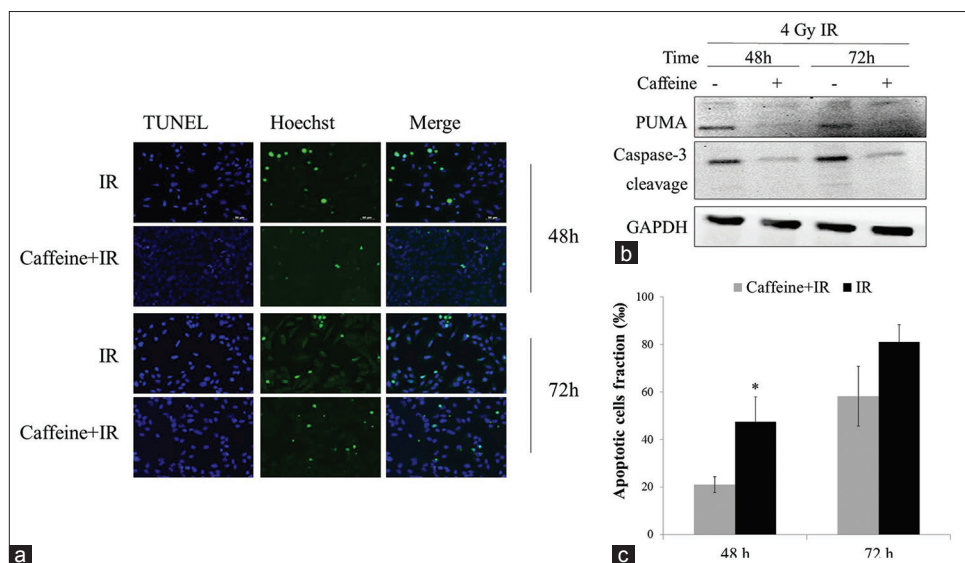 a
TUNEL Hoechst Merge
IR
Caffeine+IR
48h
IR
Caffeine+IR
72h
b
4 Gy IR
Time 48h 72h
Caffeine - + - +
PUMA
Caspase-3
cleavage
GAPDH
c
Caffeine+IR IR
Apoptotic cells fraction (‰)
100
80
60
40
20
0
*
48 h 72 h